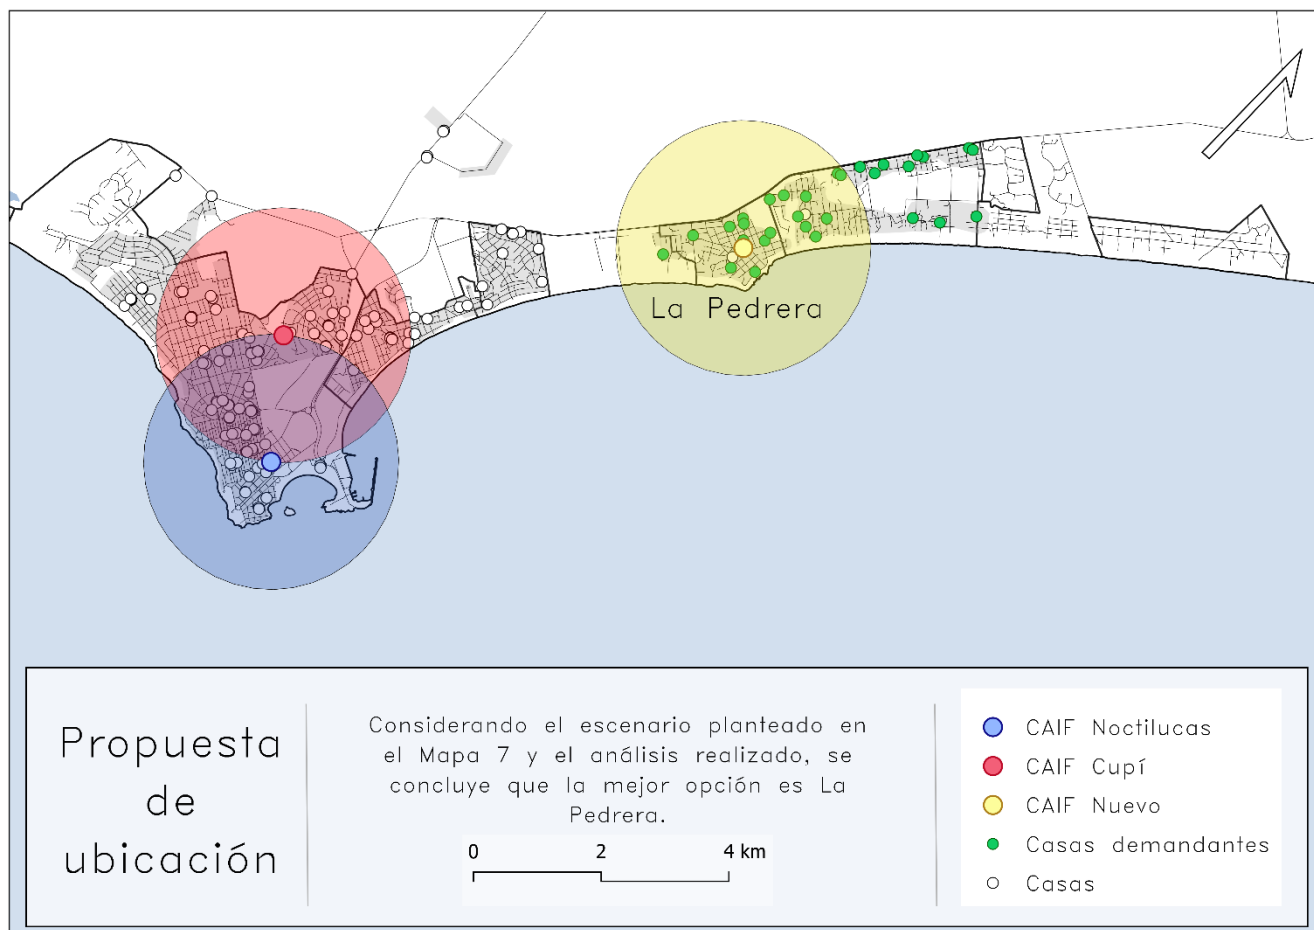 La Pedrera
Propuesta
de
ubicación
Considerando el escenario planteado en
el Mapa 7 y el análisis realizado, se
concluye que la mejor opción es La
Pedrera.
0 2 4 km
CAIF Noctilucas
CAIF Cupí
CAIF Nuevo
Casas demandantes
Casas